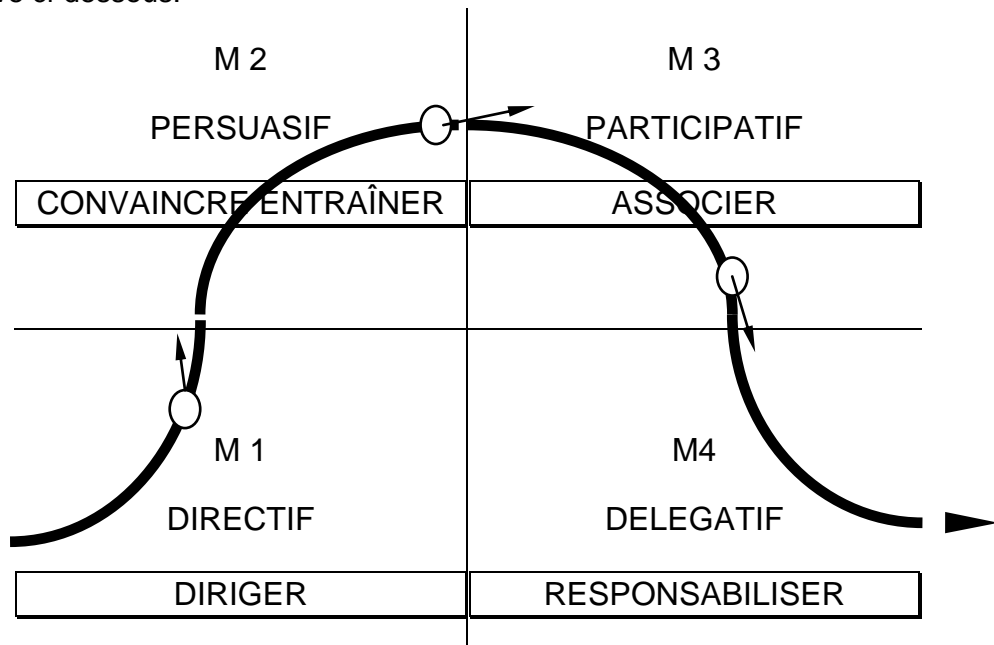 M 2
PERSUASIF
CONVAINCRE ENTRAÎNER
M 3
PARTICIPATIF
ASSOCIER
M 1
DIRECTIF
DIRIGER
M4
DELEGATIF
RESPONSABILISER